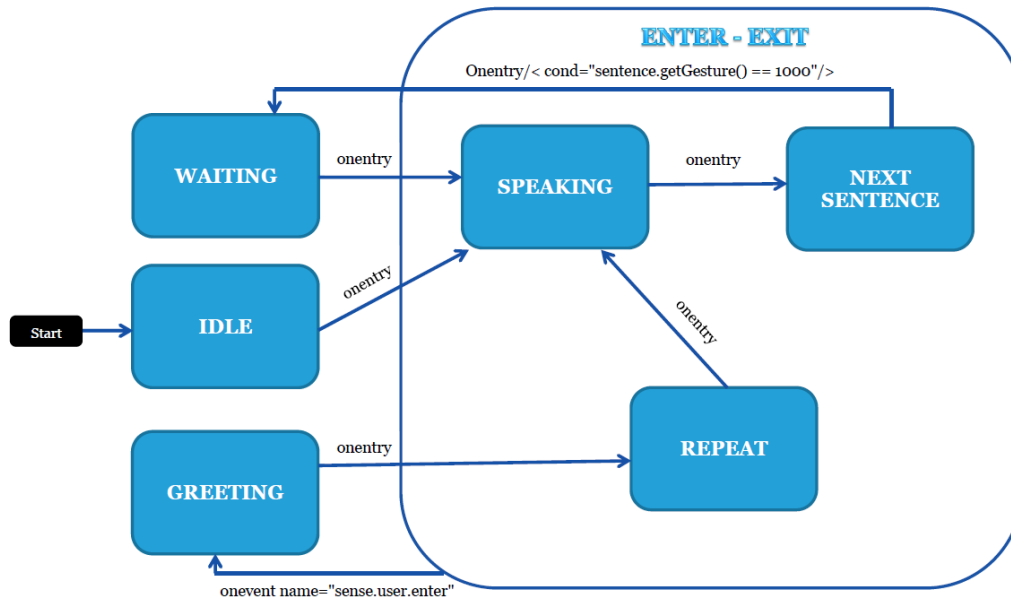 ENTER - EXIT
Onentry/< cond="sentence.getGesture() == 1000"/>
WAITING
onentry
SPEAKING
onentry
NEXT
SENTENCE
onentry
Start
IDLE
onentry
onentry
REPEAT
GREETING
onevent name="sense.user.enter"